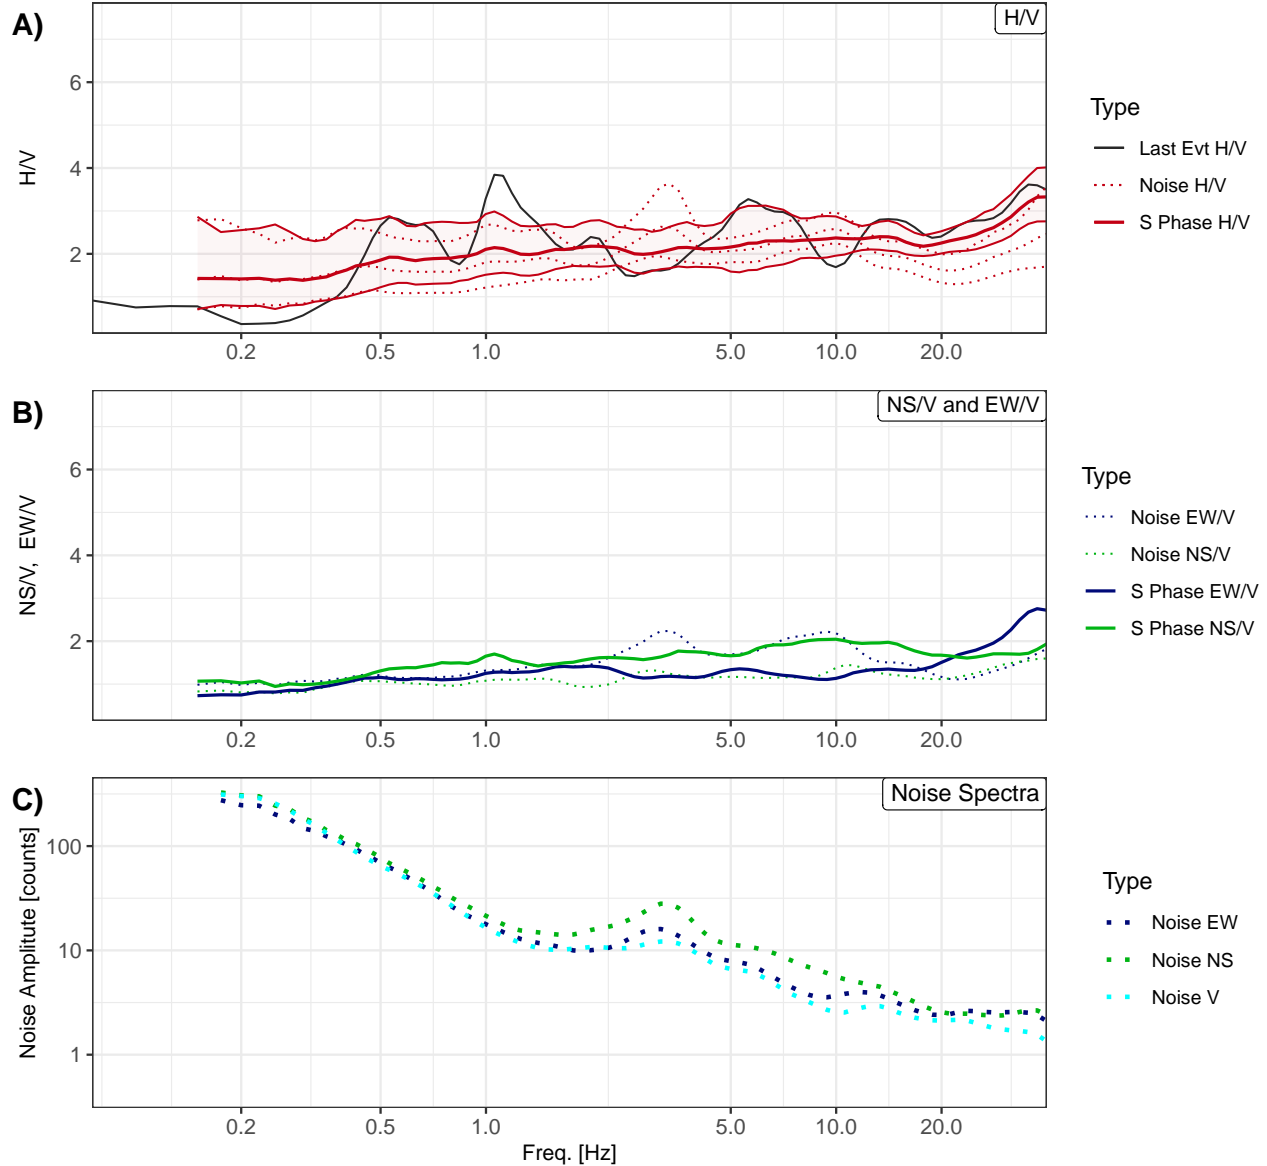 A)
H/V
6
4
2
H/V
0.2 0.5 1.0 5.0 10.0 20.0
Type
Last Evt H/V
Noise H/V
S Phase H/V
B)
NS/V and EW/V
6
4
2
NS/V, EW/V
0.2 0.5 1.0 5.0 10.0 20.0
Type
Noise EW/V
Noise NS/V
S Phase EW/V
S Phase NS/V
C)
Noise Spectra
100
10
1
Noise Amplitute [counts]
0.2 0.5 1.0 5.0 10.0 20.0
Freq. [Hz]
Type
Noise EW
Noise NS
Noise V